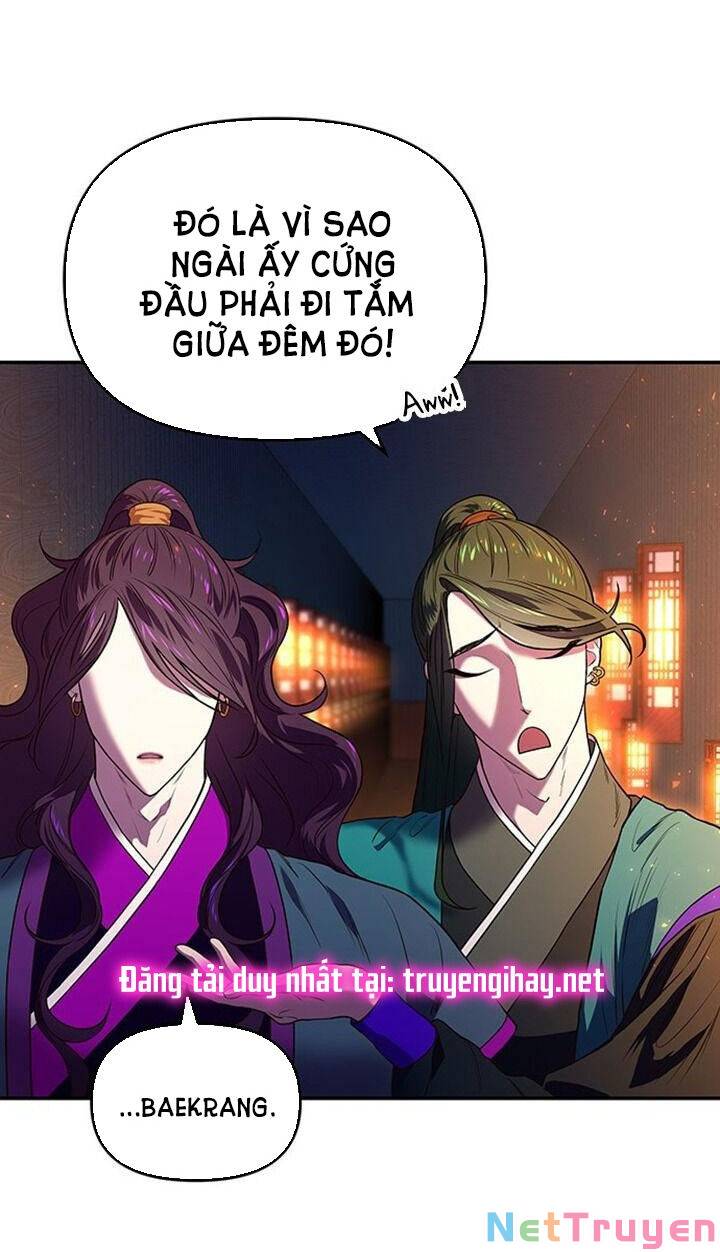 ĐÓ LÀ VÌ SAO
NGÀI ẤY CỨNG
ĐẦU PHẢI ĐI TẮM
GIỮA ĐÊM ĐÓ!
Aww!
Đăng tải duy nhất tại: truyengihay.net
...BAEKRANG.
NETTRUYEN